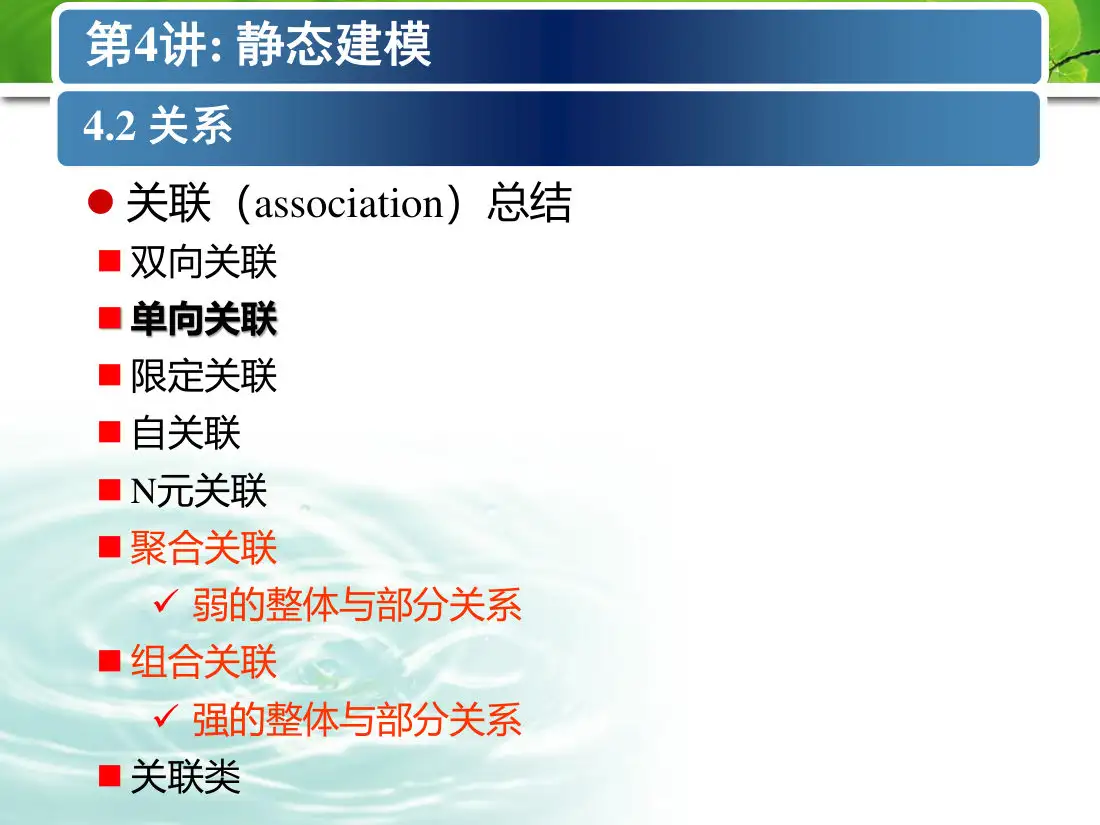 第4讲: 静态建模
4.2 关系
关联（association）总结
双向关联
单向关联
限定关联
自关联
N元关联
聚合关联
弱的整体与部分关系
组合关联
强的整体与部分关系
关联类